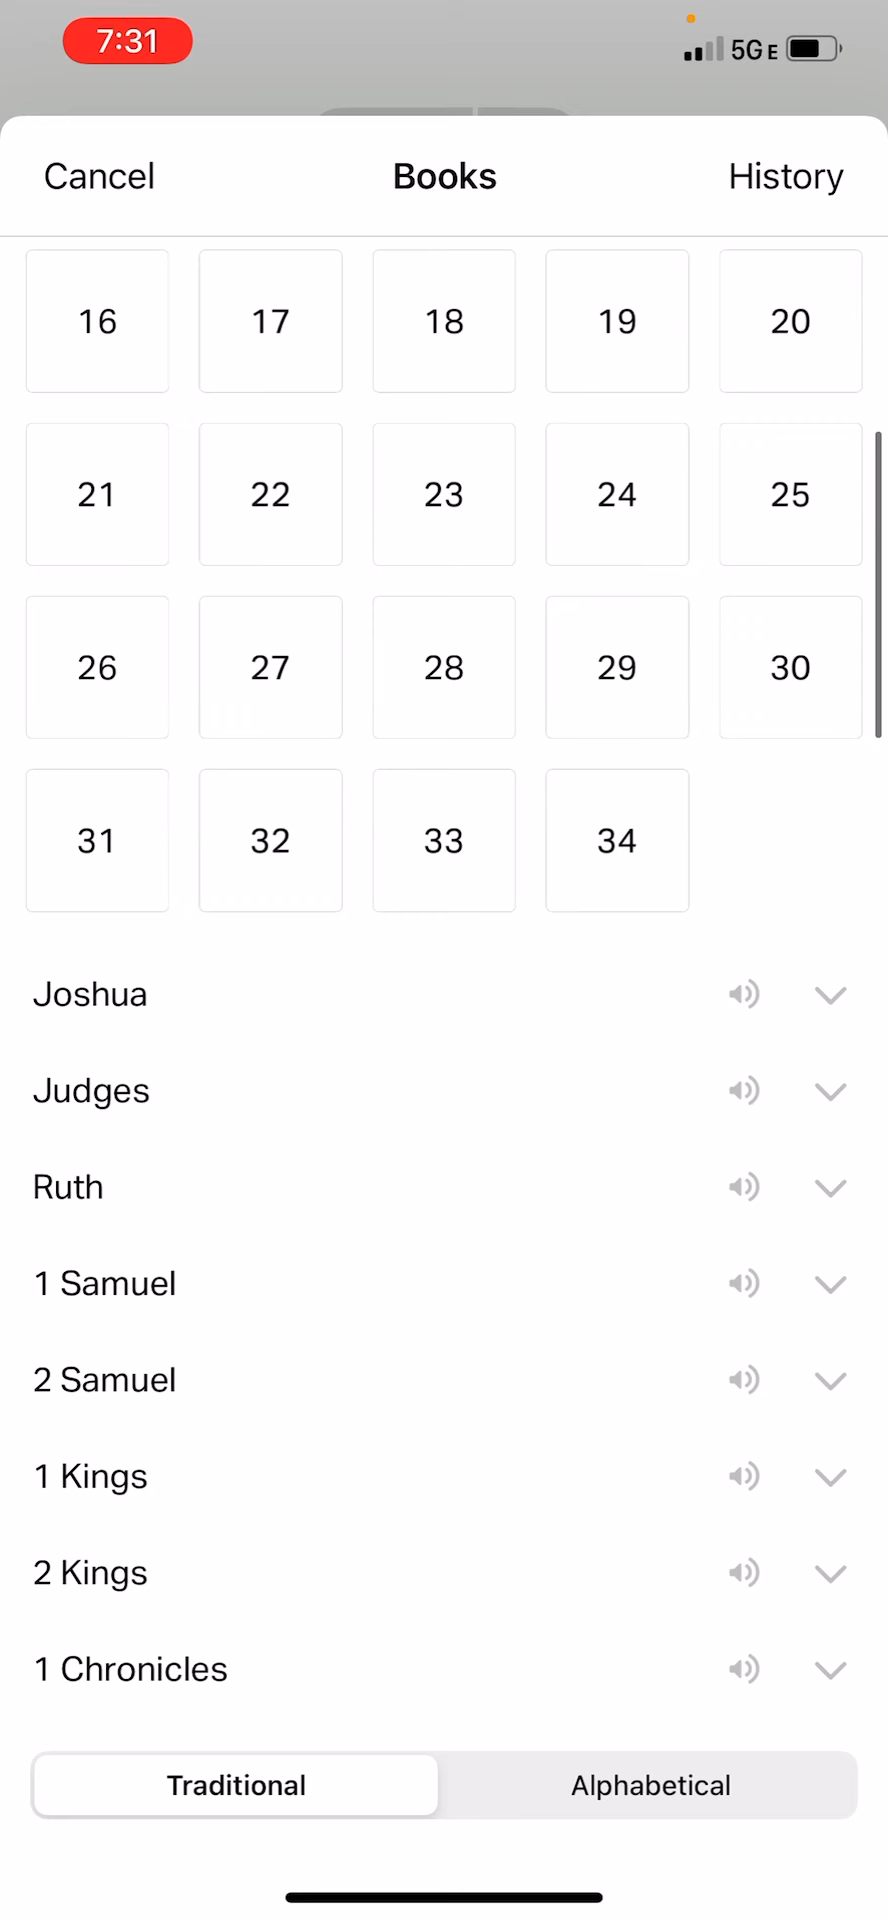 7:31 5GE
Cancel Books History
16 17 18 19 20
21 22 23 24 25
26 27 28 29 30
31 32 33 34
Joshua
Judges
Ruth
1 Samuel
2 Samuel
1 Kings
2 Kings
1 Chronicles
Traditional Alphabetical